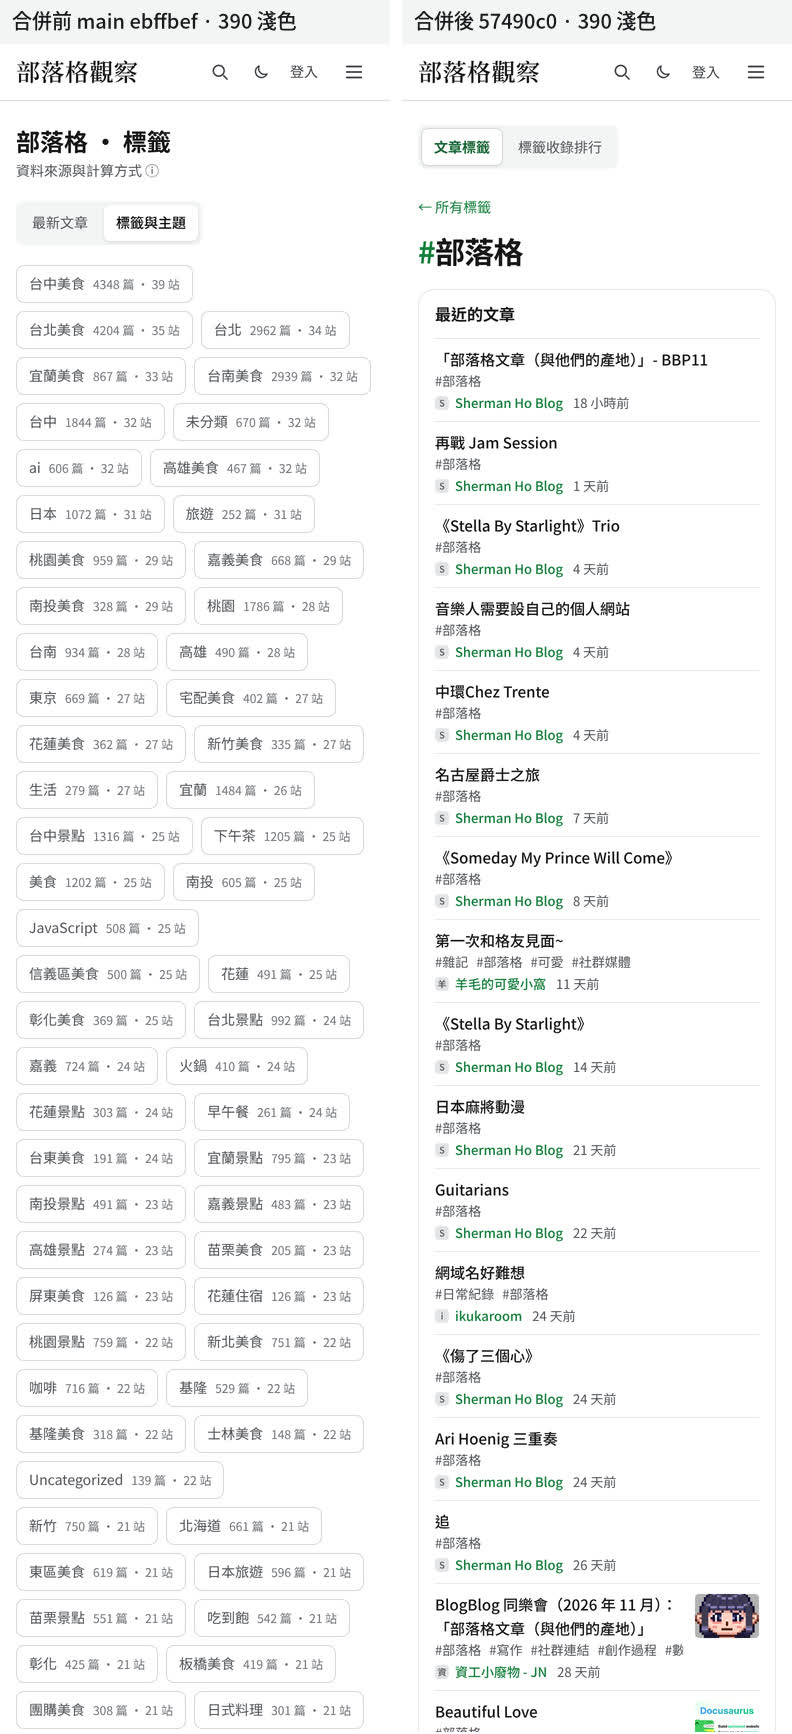 合併前 main ebffbef · 390 淺色
部落格觀察
登入
部落格 · 標籤
資料來源與計算方式 ⓘ
最新文章 標籤與主題
台中美食 4348 篇 · 39 站
台北美食 4204 篇 · 35 站 台北 2962 篇 · 34 站
宜蘭美食 867 篇 · 33 站 台南美食 2939 篇 · 32 站
台中 1844 篇 · 32 站 未分類 670 篇 · 32 站
ai 606 篇 · 32 站 高雄美食 467 篇 · 32 站
日本 1072 篇 · 31 站 旅遊 252 篇 · 31 站
桃園美食 959 篇 · 29 站 嘉義美食 668 篇 · 29 站
南投美食 328 篇 · 29 站 桃園 1786 篇 · 28 站
台南 934 篇 · 28 站 高雄 490 篇 · 28 站
東京 669 篇 · 27 站 宅配美食 402 篇 · 27 站
花蓮美食 362 篇 · 27 站 新竹美食 335 篇 · 27 站
生活 279 篇 · 27 站 宜蘭 1484 篇 · 26 站
台中景點 1316 篇 · 25 站 下午茶 1205 篇 · 25 站
美食 1202 篇 · 25 站 南投 605 篇 · 25 站
JavaScript 508 篇 · 25 站
信義區美食 500 篇 · 25 站 花蓮 491 篇 · 25 站
彰化美食 369 篇 · 25 站 台北景點 992 篇 · 24 站
嘉義 724 篇 · 24 站 火鍋 410 篇 · 24 站
花蓮景點 303 篇 · 24 站 早午餐 261 篇 · 24 站
台東美食 191 篇 · 24 站 宜蘭景點 795 篇 · 23 站
南投景點 491 篇 · 23 站 嘉義景點 483 篇 · 23 站
高雄景點 274 篇 · 23 站 苗栗美食 205 篇 · 23 站
屏東美食 126 篇 · 23 站 花蓮住宿 126 篇 · 23 站
桃園景點 759 篇 · 22 站 新北美食 751 篇 · 22 站
咖啡 716 篇 · 22 站 基隆 529 篇 · 22 站
基隆美食 318 篇 · 22 站 士林美食 148 篇 · 22 站
Uncategorized 139 篇 · 22 站
新竹 750 篇 · 21 站 北海道 661 篇 · 21 站
東區美食 619 篇 · 21 站 日本旅遊 596 篇 · 21 站
苗栗景點 551 篇 · 21 站 吃到飽 542 篇 · 21 站
彰化 425 篇 · 21 站 板橋美食 419 篇 · 21 站
團購美食 308 篇 · 21 站 日式料理 301 篇 · 21 站
合併後 57490c0 · 390 淺色
部落格觀察
登入
文章標籤 標籤收錄排行
← 所有標籤
#部落格
最近的文章
「部落格文章（與他們的產地）」- BBP11
#部落格
S Sherman Ho Blog 18 小時前
再戰 Jam Session
#部落格
S Sherman Ho Blog 1 天前
《Stella By Starlight》Trio
#部落格
S Sherman Ho Blog 4 天前
音樂人需要設自己的個人網站
#部落格
S Sherman Ho Blog 4 天前
中環Chez Trente
#部落格
S Sherman Ho Blog 4 天前
名古屋爵士之旅
#部落格
S Sherman Ho Blog 7 天前
《Someday My Prince Will Come》
#部落格
S Sherman Ho Blog 8 天前
第一次和格友見面~
#雜記 #部落格 #可愛 #社群媒體
羊 羊毛的可愛小窩 11 天前
《Stella By Starlight》
#部落格
S Sherman Ho Blog 14 天前
日本麻將動漫
#部落格
S Sherman Ho Blog 21 天前
Guitarians
#部落格
S Sherman Ho Blog 22 天前
網域名好難想
#日常紀錄 #部落格
i ikukaroom 24 天前
《傷了三個心》
#部落格
S Sherman Ho Blog 24 天前
Ari Hoenig 三重奏
#部落格
S Sherman Ho Blog 24 天前
追
#部落格
S Sherman Ho Blog 26 天前
BlogBlog 同樂會（2026 年 11 月）：
「部落格文章（與他們的產地）」
#部落格 #寫作 #社群連結 #創作過程 #數
資 資工小廢物 - JN 28 天前
Beautiful Love
#部落格
Docusaurus